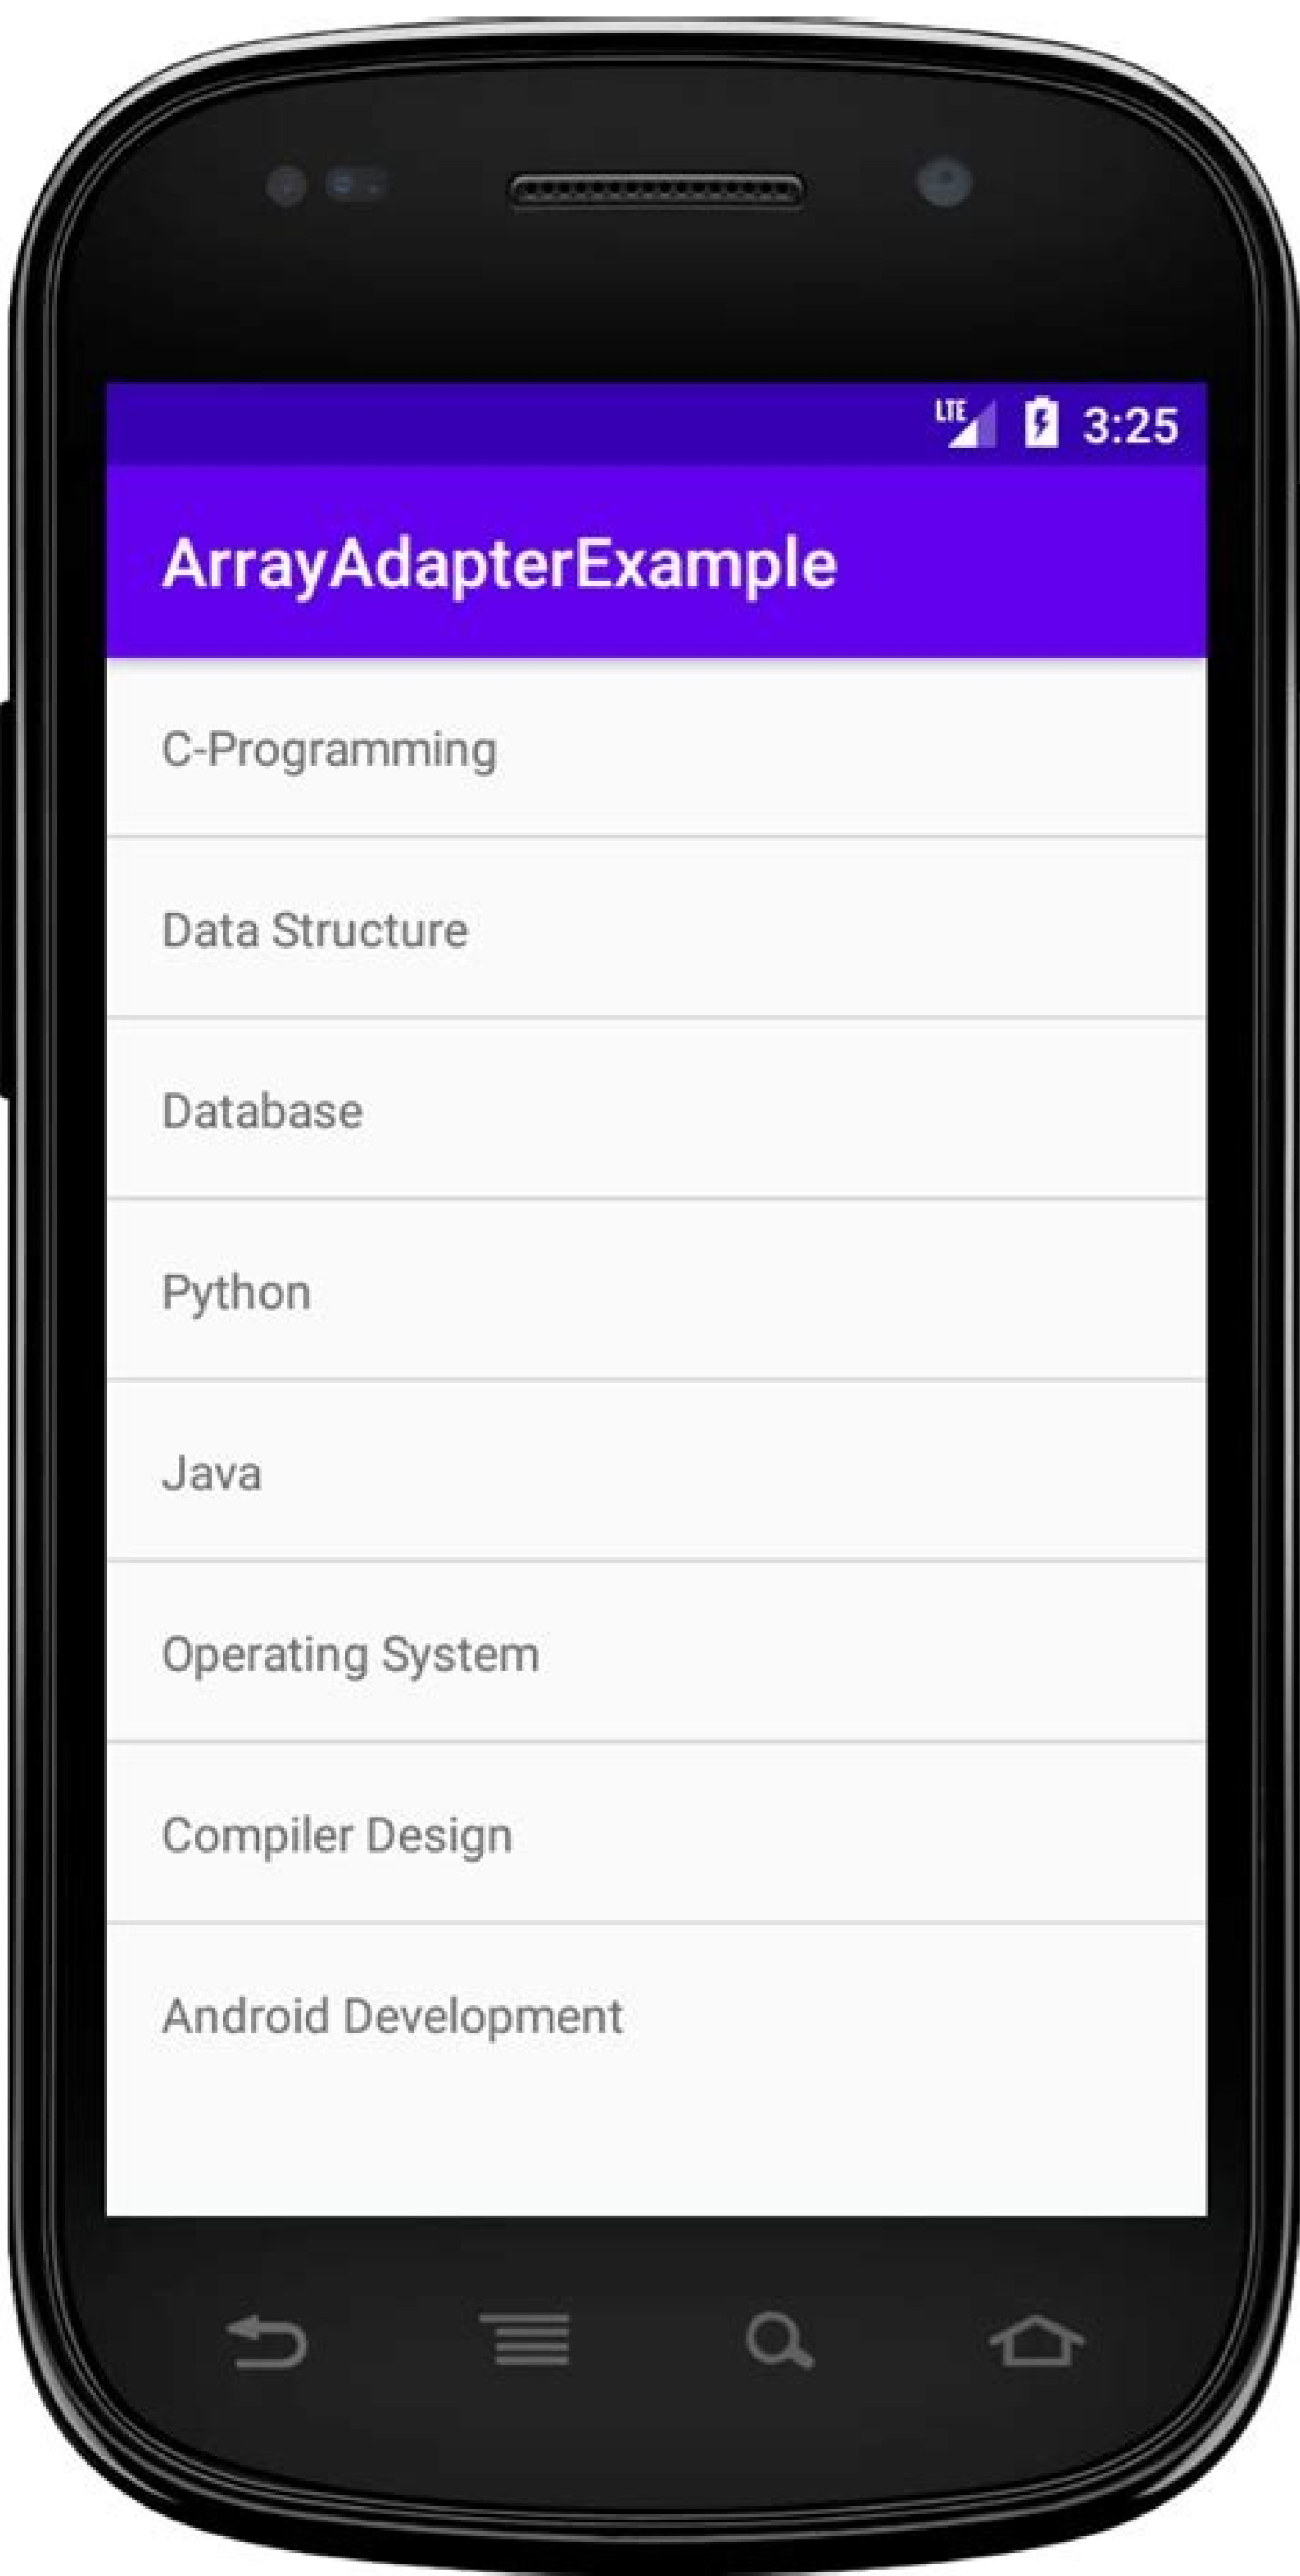 LTE 3:25
ArrayAdapterExample
C-Programming
Data Structure
Database
Python
Java
Operating System
Compiler Design
Android Development